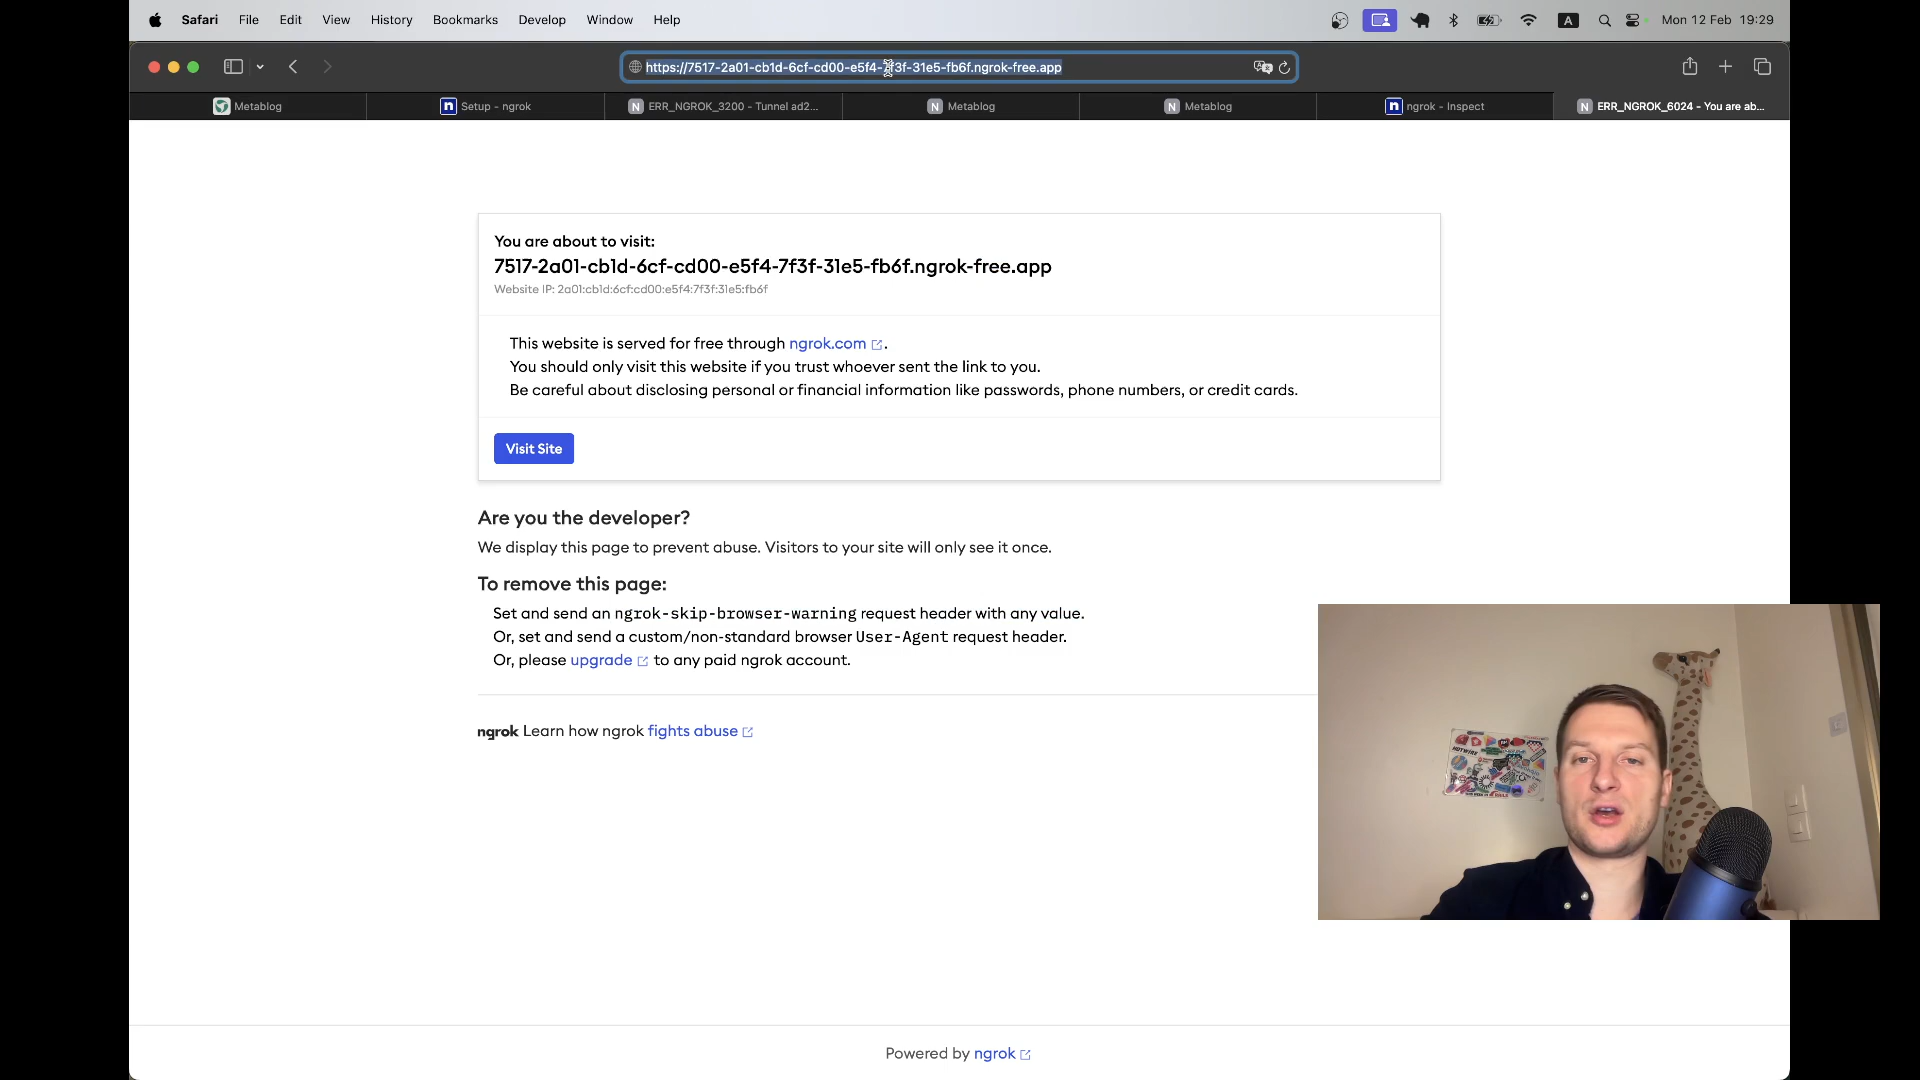 Safari File Edit View History Bookmarks Develop Window Help
A Mon 12 Feb 19:29
https://7517-2a01-cb1d-6cf-cd00-e5f4-7f3f-31e5-fb6f.ngrok-free.app
Metablog
n Setup - ngrok
N ERR_NGROK_3200 - Tunnel ad2...
N Metablog
N Metablog
n ngrok - Inspect
N ERR_NGROK_6024 - You are ab...
You are about to visit:
7517-2a01-cb1d-6cf-cd00-e5f4-7f3f-31e5-fb6f.ngrok-free.app
Website IP: 2a01:cb1d:6cf:cd00:e5f4:7f3f:31e5:fb6f
This website is served for free through ngrok.com.
You should only visit this website if you trust whoever sent the link to you.
Be careful about disclosing personal or financial information like passwords, phone numbers, or credit cards.
Visit Site
Are you the developer?
We display this page to prevent abuse. Visitors to your site will only see it once.
To remove this page:
Set and send an ngrok-skip-browser-warning request header with any value.
Or, set and send a custom/non-standard browser User-Agent request header.
Or, please upgrade to any paid ngrok account.
ngrok Learn how ngrok fights abuse
HOTWIRE
Powered by ngrok